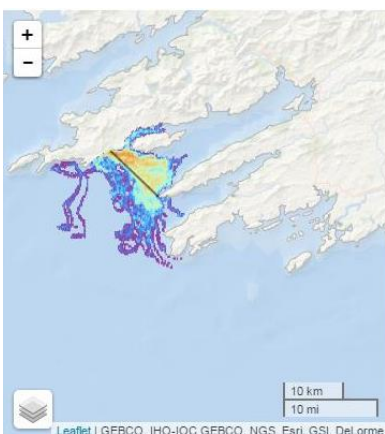 +
−
10 km
10 mi
Leaflet | GEBCO, IHO-IOC GEBCO, NGS, Esri, GSI, DeLorme